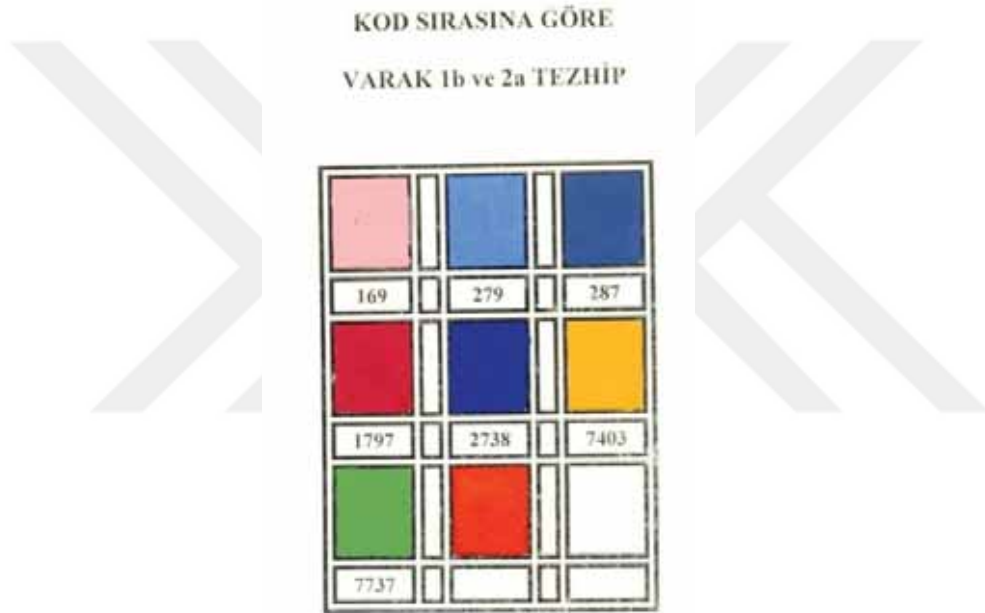 KOD SIRASINA GÖRE
VARAK 1b ve 2a TEZHİP
169 279 287
1797 2738 7403
7737